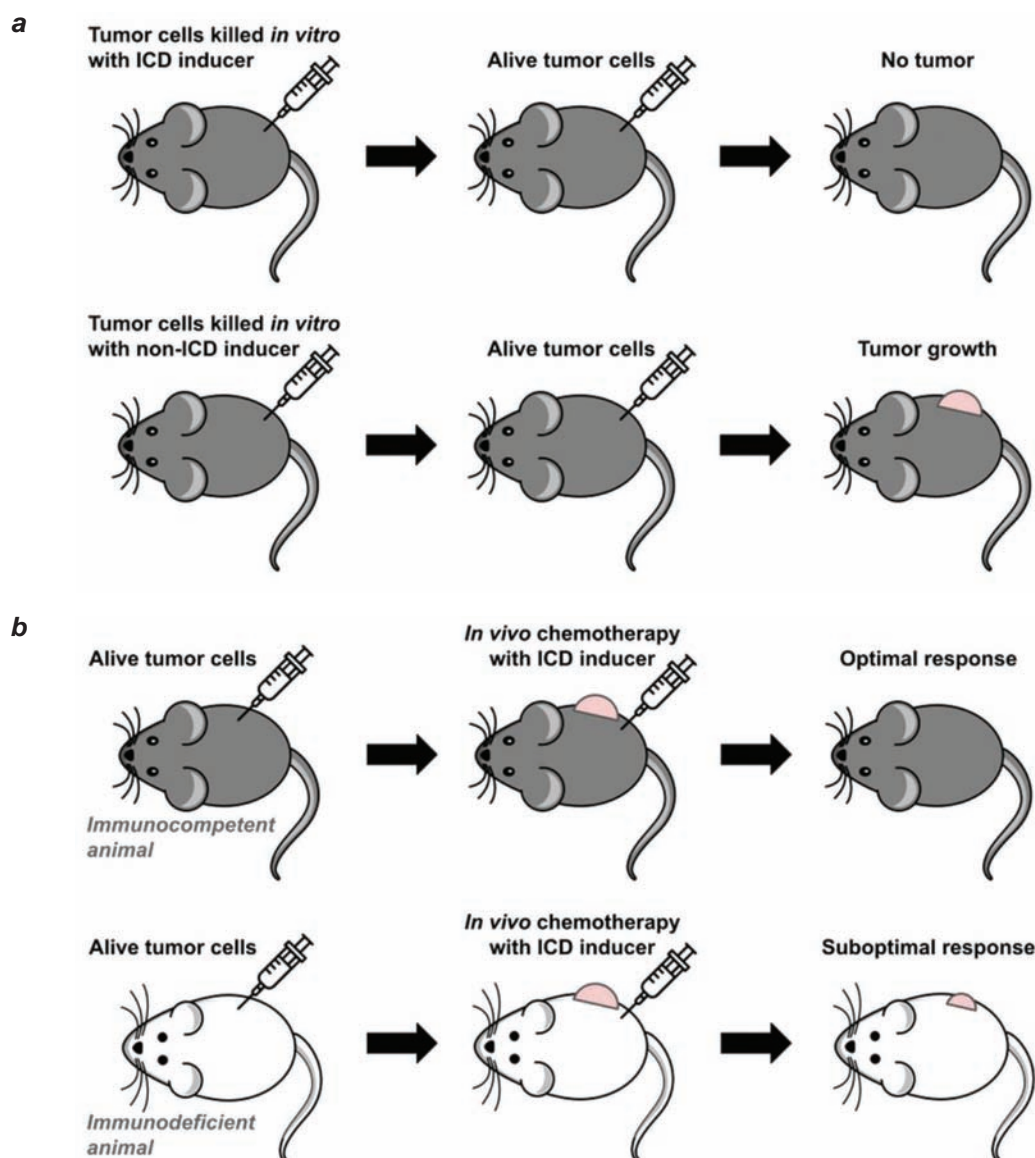 a
Tumor cells killed in vitro
with ICD inducer
Alive tumor cells
No tumor
Tumor cells killed in vitro
with non-ICD inducer
Alive tumor cells
Tumor growth
b
Alive tumor cells
In vivo chemotherapy
with ICD inducer
Optimal response
Immunocompetent
animal
Alive tumor cells
In vivo chemotherapy
with ICD inducer
Suboptimal response
Immunodeficient
animal